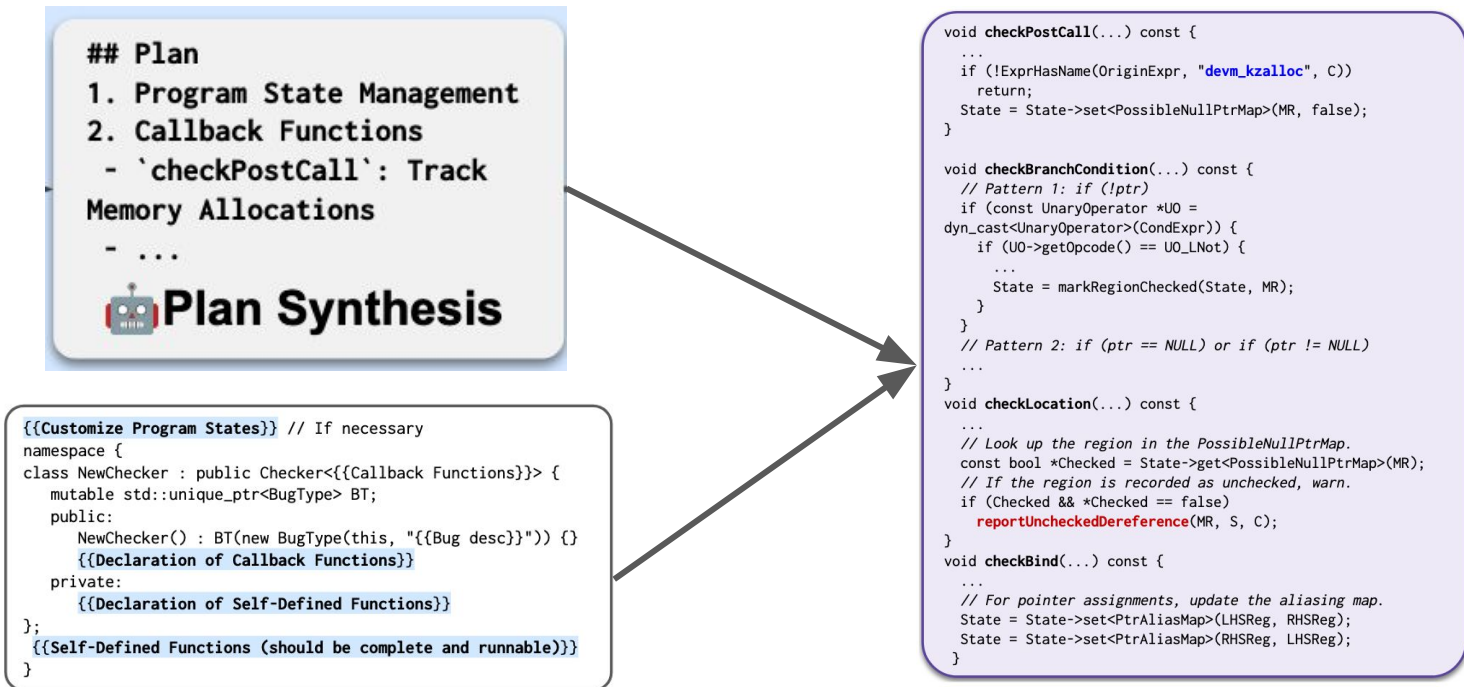 ## Plan
1. Program State Management
2. Callback Functions
- `checkPostCall`: Track
Memory Allocations
- ...
Plan Synthesis
{{Customize Program States}} // If necessary
namespace {
class NewChecker : public Checker<{{Callback Functions}}> {
mutable std::unique_ptr<BugType> BT;
public:
NewChecker() : BT(new BugType(this, "{{Bug desc}}")) {}
{{Declaration of Callback Functions}}
private:
{{Declaration of Self-Defined Functions}}
};
{{Self-Defined Functions (should be complete and runnable)}}
}
void checkPostCall(...) const {
...
if (!ExprHasName(OriginExpr, "devm_kzalloc", C))
return;
State = State->set<PossibleNullPtrMap>(MR, false);
}
void checkBranchCondition(...) const {
// Pattern 1: if (!ptr)
if (const UnaryOperator *UO =
dyn_cast<UnaryOperator>(CondExpr)) {
if (UO->getOpcode() == UO_LNot) {
...
State = markRegionChecked(State, MR);
}
}
// Pattern 2: if (ptr == NULL) or if (ptr != NULL)
...
}
void checkLocation(...) const {
...
// Look up the region in the PossibleNullPtrMap.
const bool *Checked = State->get<PossibleNullPtrMap>(MR);
// If the region is recorded as unchecked, warn.
if (Checked && *Checked == false)
reportUncheckedDereference(MR, S, C);
}
void checkBind(...) const {
...
// For pointer assignments, update the aliasing map.
State = State->set<PtrAliasMap>(LHSReg, RHSReg);
State = State->set<PtrAliasMap>(RHSReg, LHSReg);
}